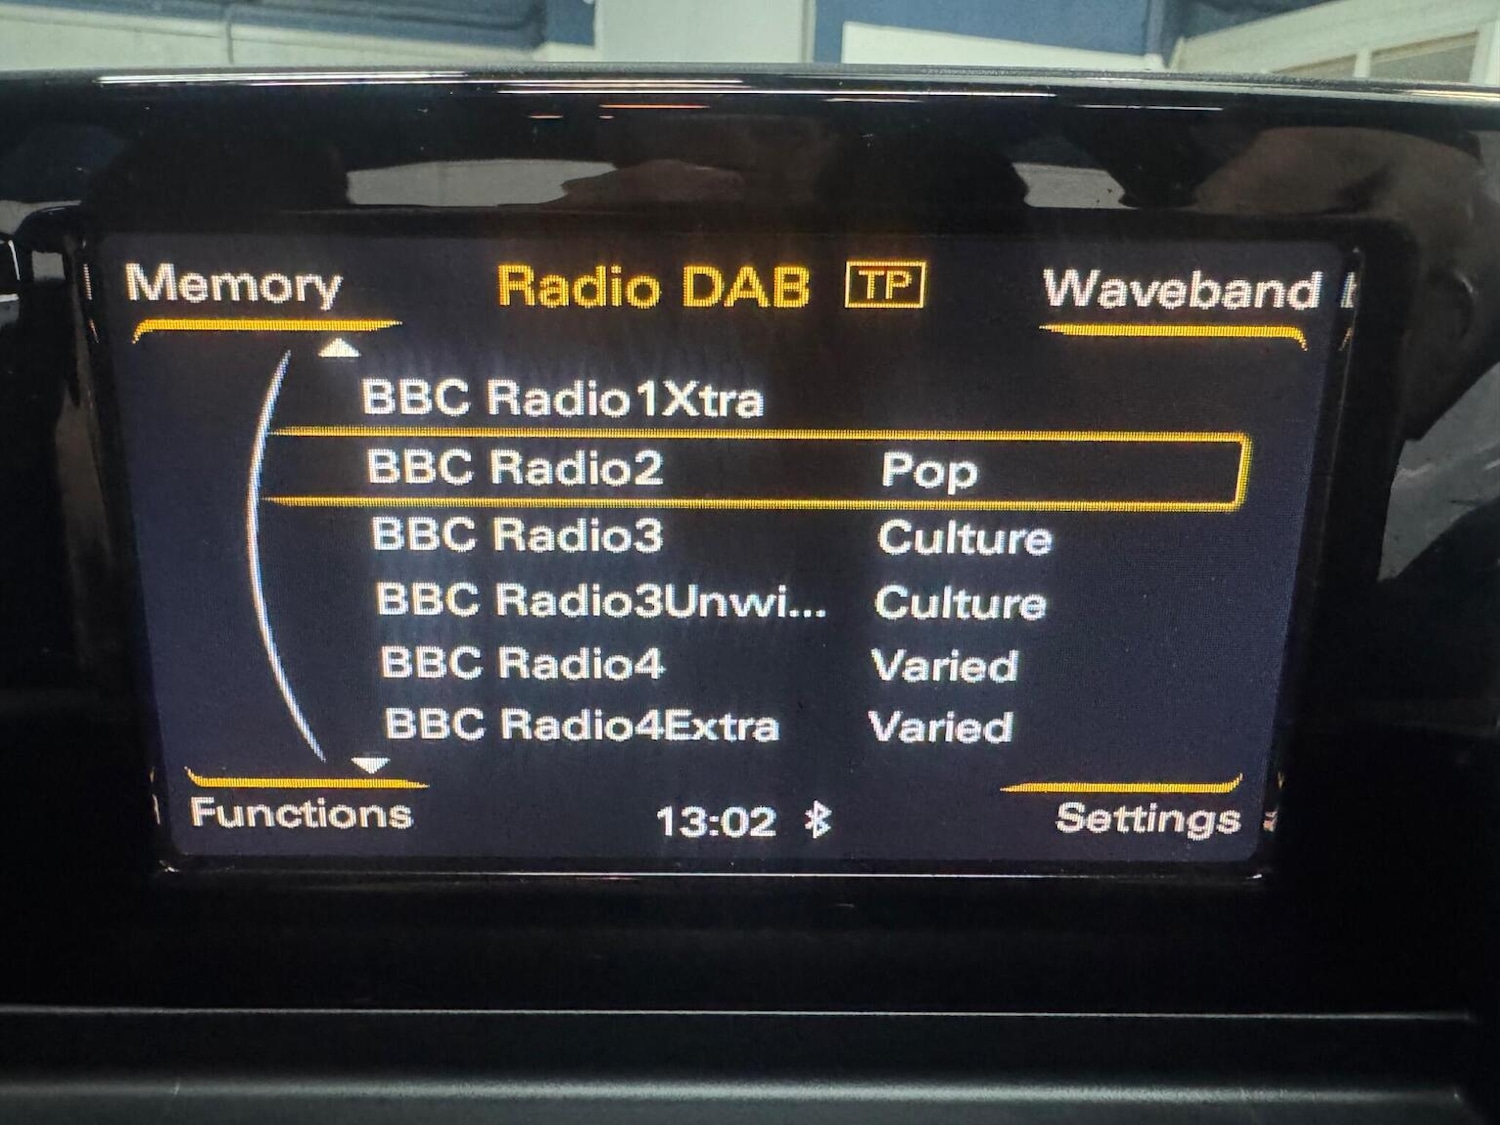 Memory Radio DAB TP Waveband
BBC Radio1Xtra
BBC Radio2 Pop
BBC Radio3 Culture
BBC Radio3Unwi... Culture
BBC Radio4 Varied
BBC Radio4Extra Varied
Functions 13:02 Settings